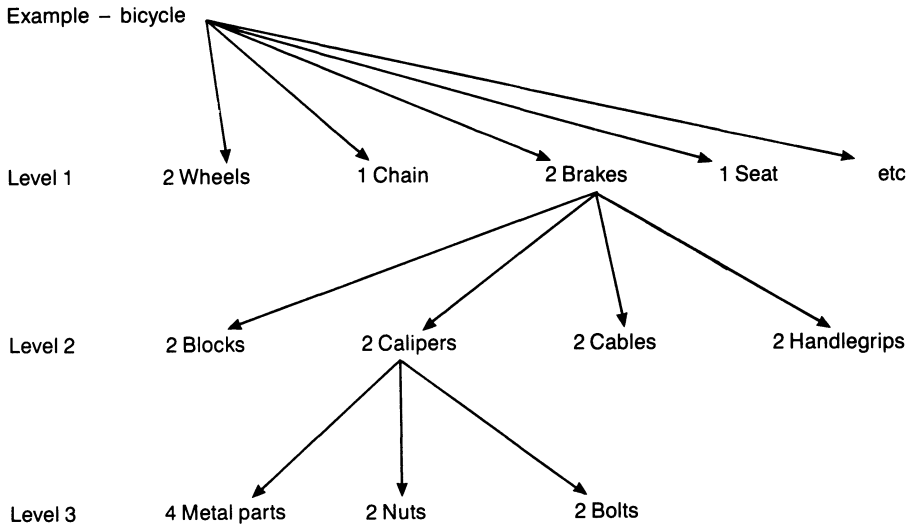 Example – bicycle
Level 1 2 Wheels 1 Chain 2 Brakes 1 Seat etc
Level 2 2 Blocks 2 Calipers 2 Cables 2 Handlegrips
Level 3 4 Metal parts 2 Nuts 2 Bolts